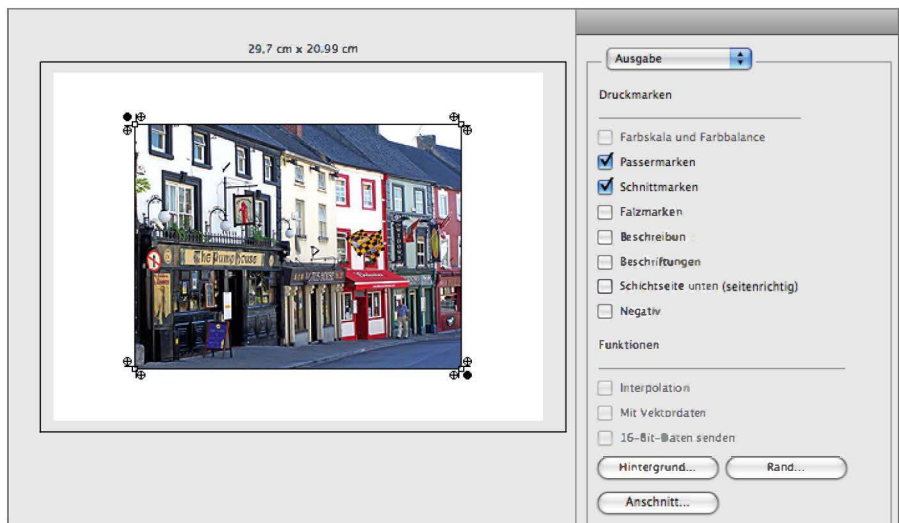 29,7 cm x 20.99 cm
The Pump House
Ausgabe
Druckmarken
Farbskala und Farbbalance
Passermarken
Schnittmarken
Falzmarken
Beschreibun
Beschriftungen
Schichtseite unten (seitenrichtig)
Negativ
Funktionen
Interpolation
Mit Vektordaten
16-Bit-Daten senden
Hintergrund...
Rand...
Anschnitt...